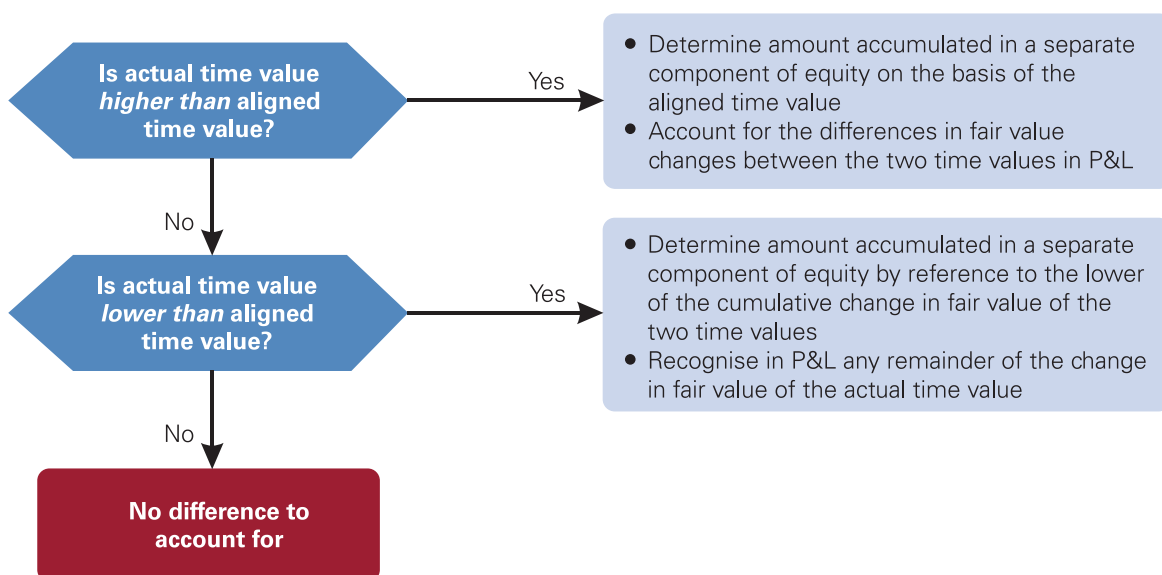 Is actual time value
higher than aligned
time value?
Yes
• Determine amount accumulated in a separate
component of equity on the basis of the
aligned time value
• Account for the differences in fair value
changes between the two time values in P&L
No
Is actual time value
lower than aligned
time value?
Yes
• Determine amount accumulated in a separate
component of equity by reference to the lower
of the cumulative change in fair value of the
two time values
• Recognise in P&L any remainder of the change
in fair value of the actual time value
No
No difference to
account for